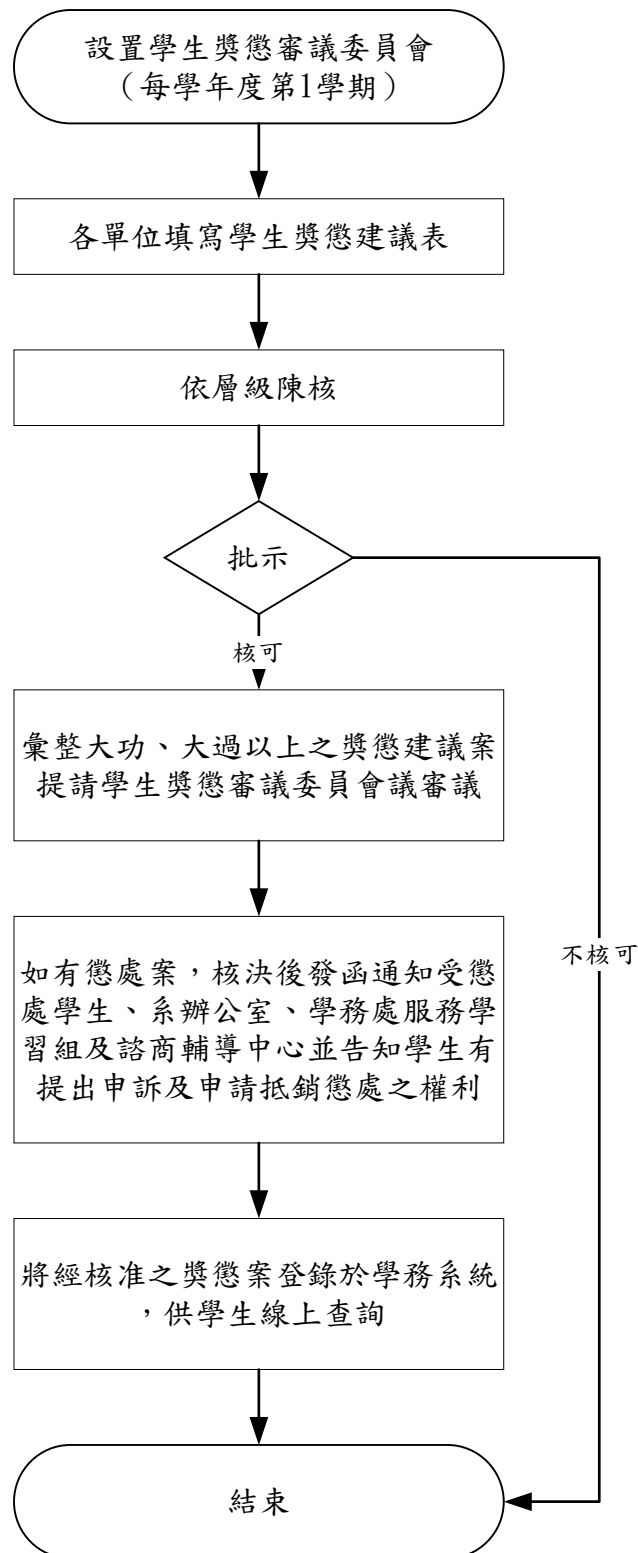 設置學生獎懲審議委員會
（每學年度第1學期）
各單位填寫學生獎懲建議表
依層級陳核
批示
核可
彙整大功、大過以上之獎懲建議案
提請學生獎懲審議委員會議審議
不核可
如有懲處案，核決後發函通知受懲
處學生、系辦公室、學務處服務學
習組及諮商輔導中心並告知學生有
提出申訴及申請抵銷懲處之權利
將經核准之獎懲案登錄於學務系統
，供學生線上查詢
結束